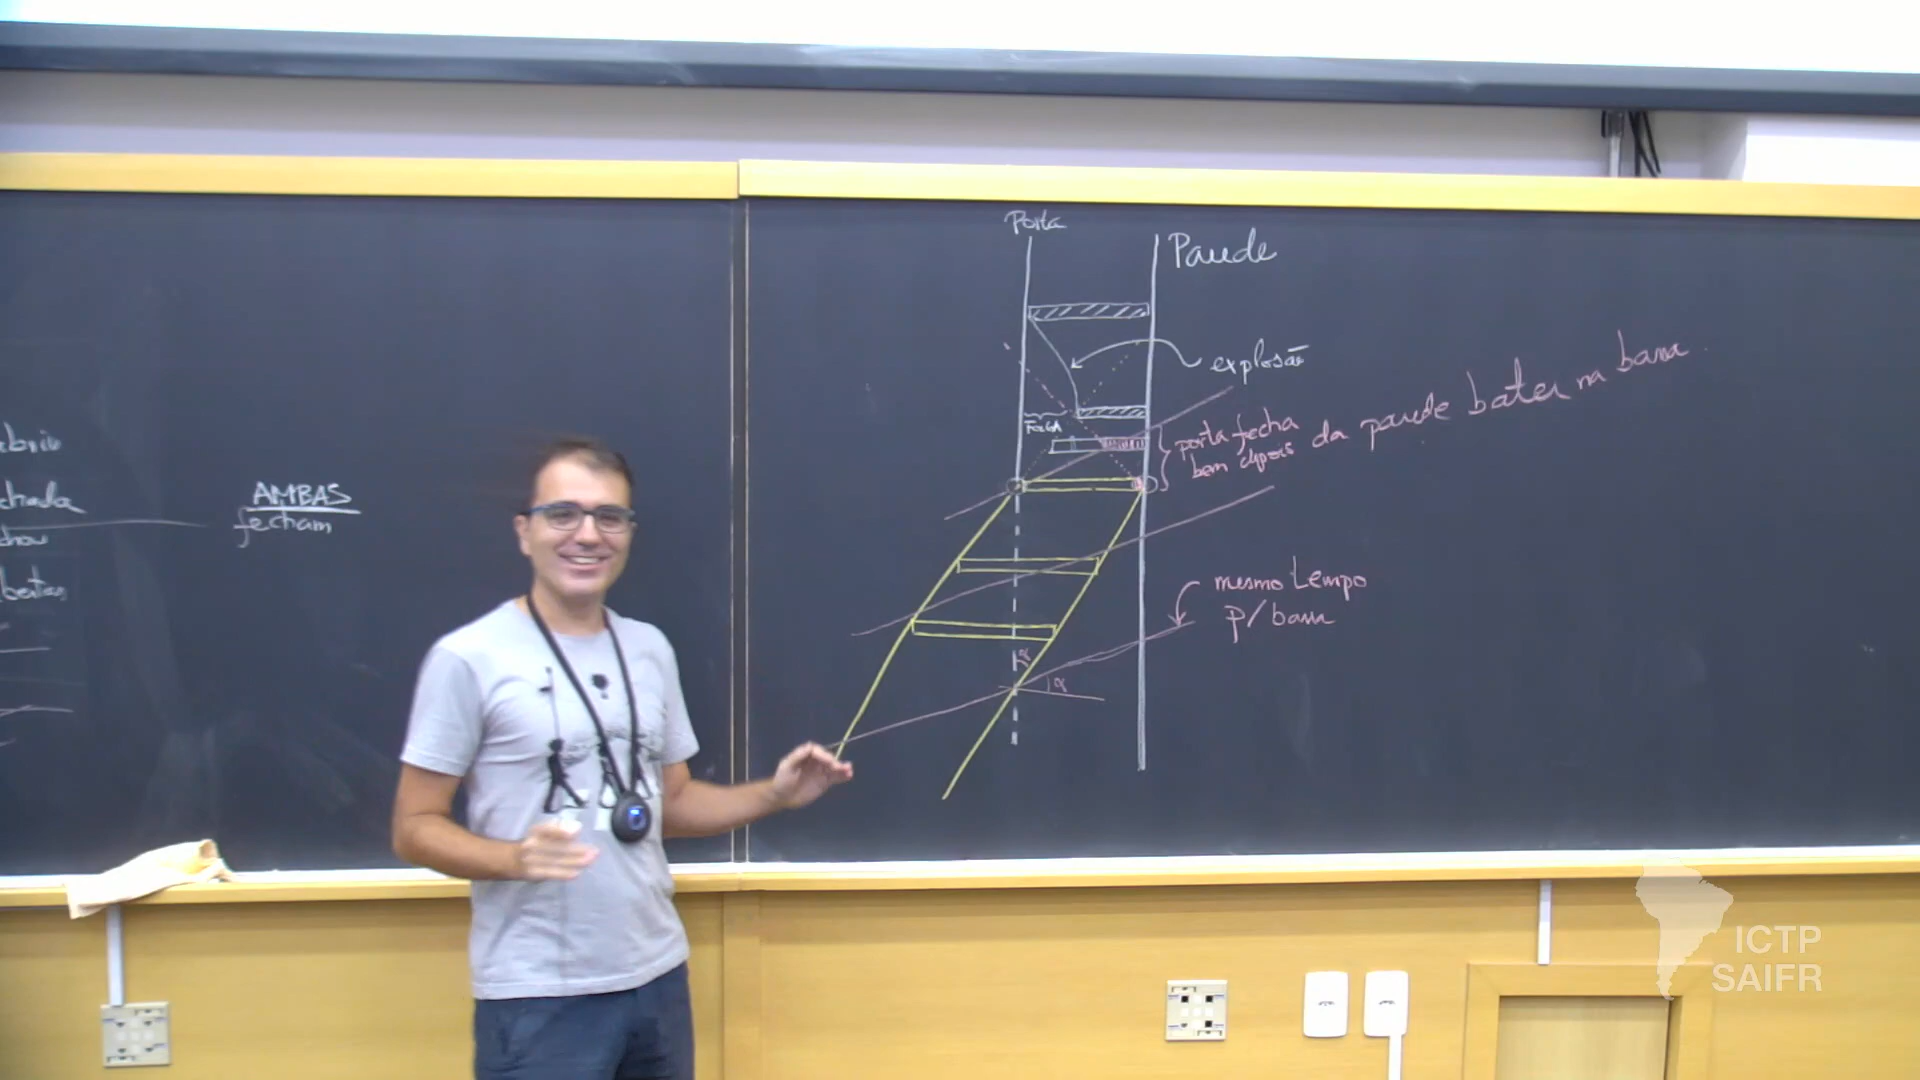 AMBAS
fecham
Porta
Parede
explosão
FORÇA
porta fecha
bem depois da parede bater na barra
mesmo tempo
p/ barra
α
α
ICTP
SAIFR